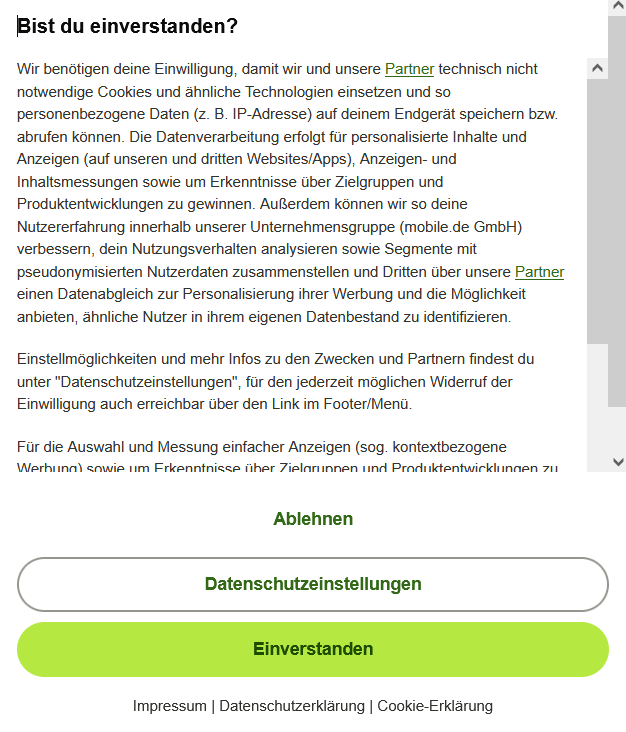 Bist du einverstanden?
Wir benötigen deine Einwilligung, damit wir und unsere Partner technisch nicht
notwendige Cookies und ähnliche Technologien einsetzen und so
personenbezogene Daten (z. B. IP-Adresse) auf deinem Endgerät speichern bzw.
abrufen können. Die Datenverarbeitung erfolgt für personalisierte Inhalte und
Anzeigen (auf unseren und dritten Websites/Apps), Anzeigen- und
Inhaltsmessungen sowie um Erkenntnisse über Zielgruppen und
Produktentwicklungen zu gewinnen. Außerdem können wir so deine
Nutzererfahrung innerhalb unserer Unternehmensgruppe (mobile.de GmbH)
verbessern, dein Nutzungsverhalten analysieren sowie Segmente mit
pseudonymisierten Nutzerdaten zusammenstellen und Dritten über unsere Partner
einen Datenabgleich zur Personalisierung ihrer Werbung und die Möglichkeit
anbieten, ähnliche Nutzer in ihrem eigenen Datenbestand zu identifizieren.
Einstellmöglichkeiten und mehr Infos zu den Zwecken und Partnern findest du
unter "Datenschutzeinstellungen", für den jederzeit möglichen Widerruf der
Einwilligung auch erreichbar über den Link im Footer/Menü.
Für die Auswahl und Messung einfacher Anzeigen (sog. kontextbezogene
Werbung) sowie um Erkenntnisse über Zielgruppen und Produktentwicklungen zu
Ablehnen
Datenschutzeinstellungen
Einverstanden
Impressum | Datenschutzerklärung | Cookie-Erklärung